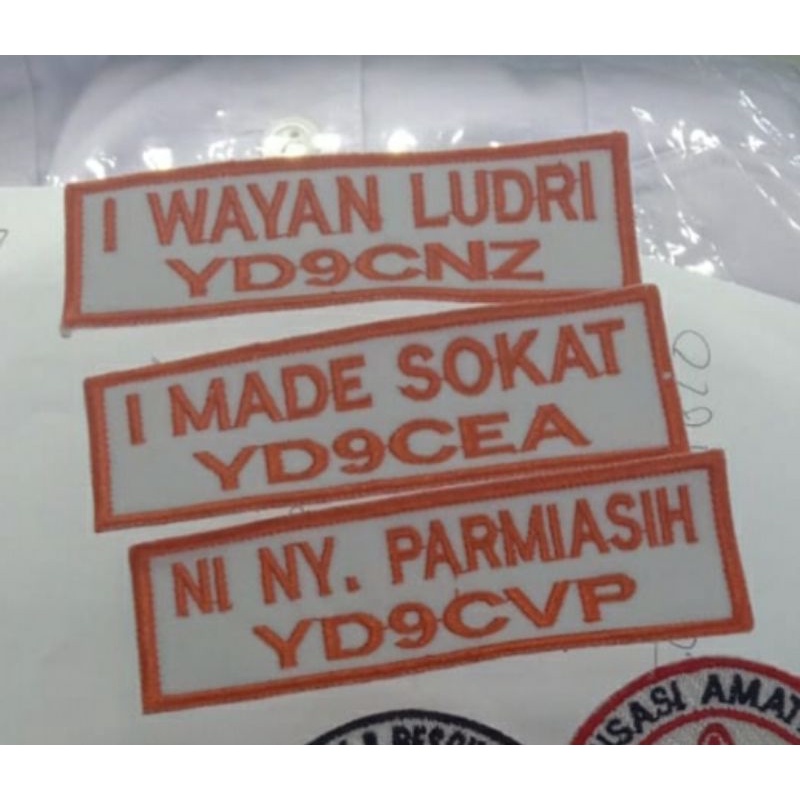 I WAYAN LUDRI
YD9CNZ
I MADE SOKAT
YD9CEA
NI NY. PARMIASIH
YD9CVP